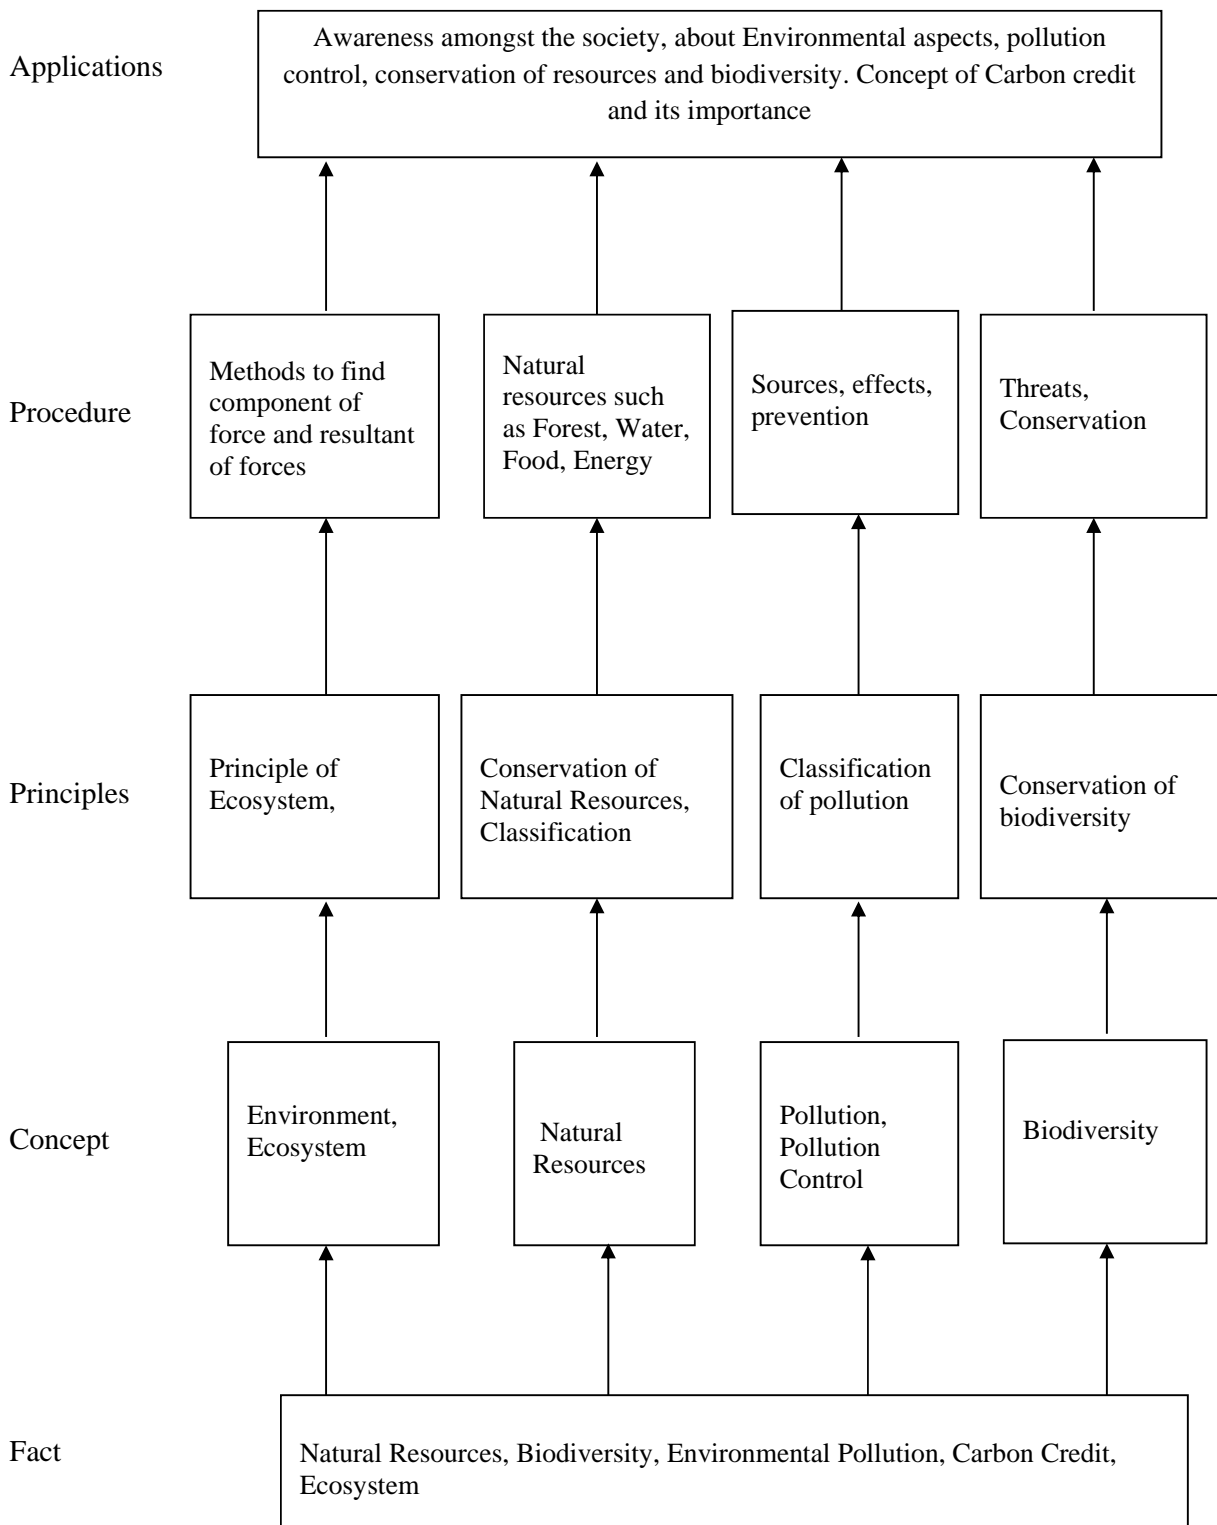 Applications
Awareness amongst the society, about Environmental aspects, pollution
control, conservation of resources and biodiversity. Concept of Carbon credit
and its importance
Procedure
Methods to find
component of
force and resultant
of forces
Natural
resources such
as Forest, Water,
Food, Energy
Sources, effects,
prevention
Threats,
Conservation
Principles
Principle of
Ecosystem,
Conservation of
Natural Resources,
Classification
Classification
of pollution
Conservation of
biodiversity
Concept
Environment,
Ecosystem
Natural
Resources
Pollution,
Pollution
Control
Biodiversity
Fact
Natural Resources, Biodiversity, Environmental Pollution, Carbon Credit,
Ecosystem